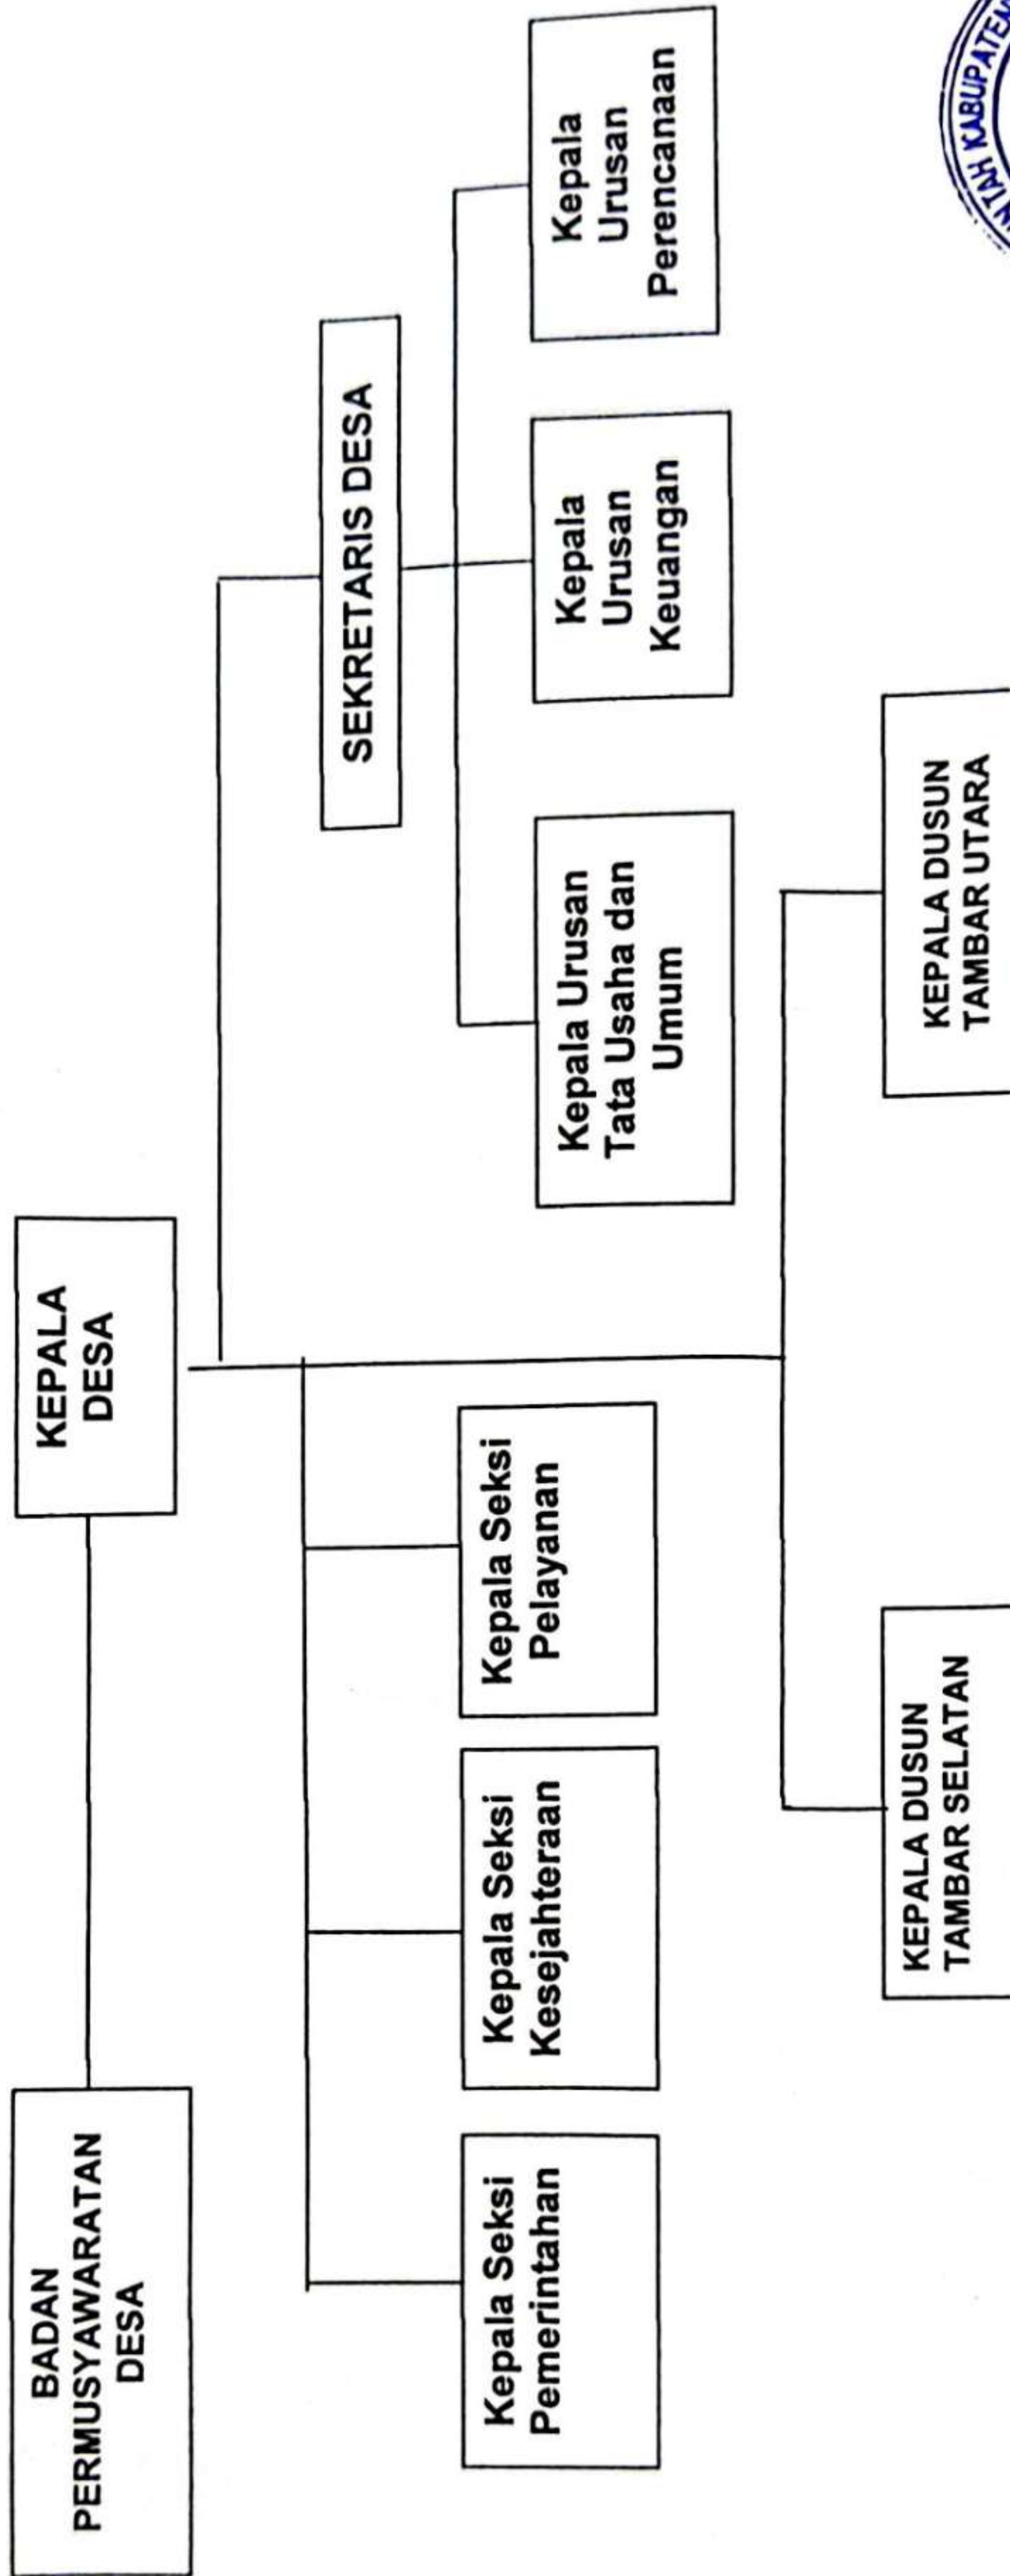 BADAN
PERMUSYAWARATAN
DESA
KEPALA
DESA
SEKRETARIS DESA
Kepala Seksi
Pemerintahan
Kepala Seksi
Kesejahteraan
Kepala Seksi
Pelayanan
Kepala Urusan
Tata Usaha dan
Umum
Kepala
Urusan
Keuangan
Kepala
Urusan
Perencanaan
KEPALA DUSUN
TAMBAR SELATAN
KEPALA DUSUN
TAMBAR UTARA